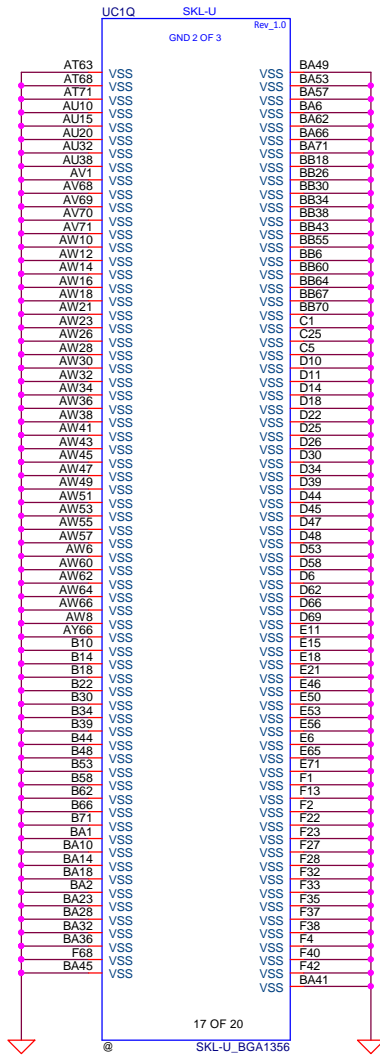 UC1Q SKL-U
Rev_1.0
GND 2 OF 3
AT63 VSS VSS BA49
AT68 VSS VSS BA53
AT71 VSS VSS BA57
AU10 VSS VSS BA6
AU15 VSS VSS BA62
AU20 VSS VSS BA66
AU32 VSS VSS BA71
AU38 VSS VSS BB18
AV1 VSS VSS BB26
AV68 VSS VSS BB30
AV69 VSS VSS BB34
AV70 VSS VSS BB38
AV71 VSS VSS BB43
AW10 VSS VSS BB55
AW12 VSS VSS BB6
AW14 VSS VSS BB60
AW16 VSS VSS BB64
AW18 VSS VSS BB67
AW21 VSS VSS BB70
AW23 VSS VSS C1
AW26 VSS VSS C25
AW28 VSS VSS C5
AW30 VSS VSS D10
AW32 VSS VSS D11
AW34 VSS VSS D14
AW36 VSS VSS D18
AW38 VSS VSS D22
AW41 VSS VSS D25
AW43 VSS VSS D26
AW45 VSS VSS D30
AW47 VSS VSS D34
AW49 VSS VSS D39
AW51 VSS VSS D44
AW53 VSS VSS D45
AW55 VSS VSS D47
AW57 VSS VSS D48
AW6 VSS VSS D53
AW60 VSS VSS D58
AW62 VSS VSS D6
AW64 VSS VSS D62
AW66 VSS VSS D66
AW8 VSS VSS D69
AY66 VSS VSS E11
B10 VSS VSS E15
B14 VSS VSS E18
B18 VSS VSS E21
B22 VSS VSS E46
B30 VSS VSS E50
B34 VSS VSS E53
B39 VSS VSS E56
B44 VSS VSS E6
B48 VSS VSS E65
B53 VSS VSS E71
B58 VSS VSS F1
B62 VSS VSS F13
B66 VSS VSS F2
B71 VSS VSS F22
BA1 VSS VSS F23
BA10 VSS VSS F27
BA14 VSS VSS F28
BA18 VSS VSS F32
BA2 VSS VSS F33
BA23 VSS VSS F35
BA28 VSS VSS F37
BA32 VSS VSS F38
BA36 VSS VSS F4
F68 VSS VSS F40
BA45 VSS VSS F42
VSS BA41
17 OF 20
@ SKL-U_BGA1356